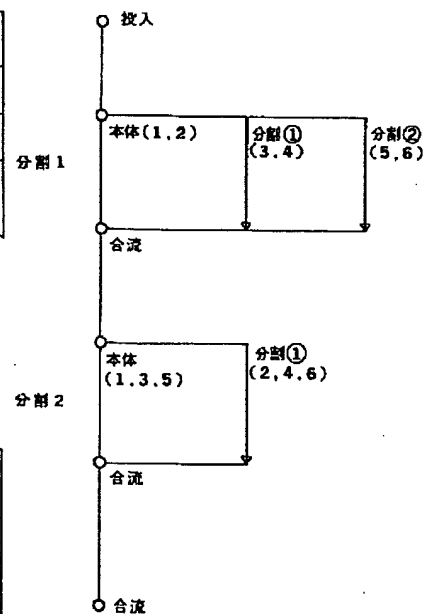 投入
本体(1,2)
分割①
(3.4)
分割②
(5,6)
分割1
合流
本体
(1.3.5)
分割①
(2,4,6)
分割2
合流
合流